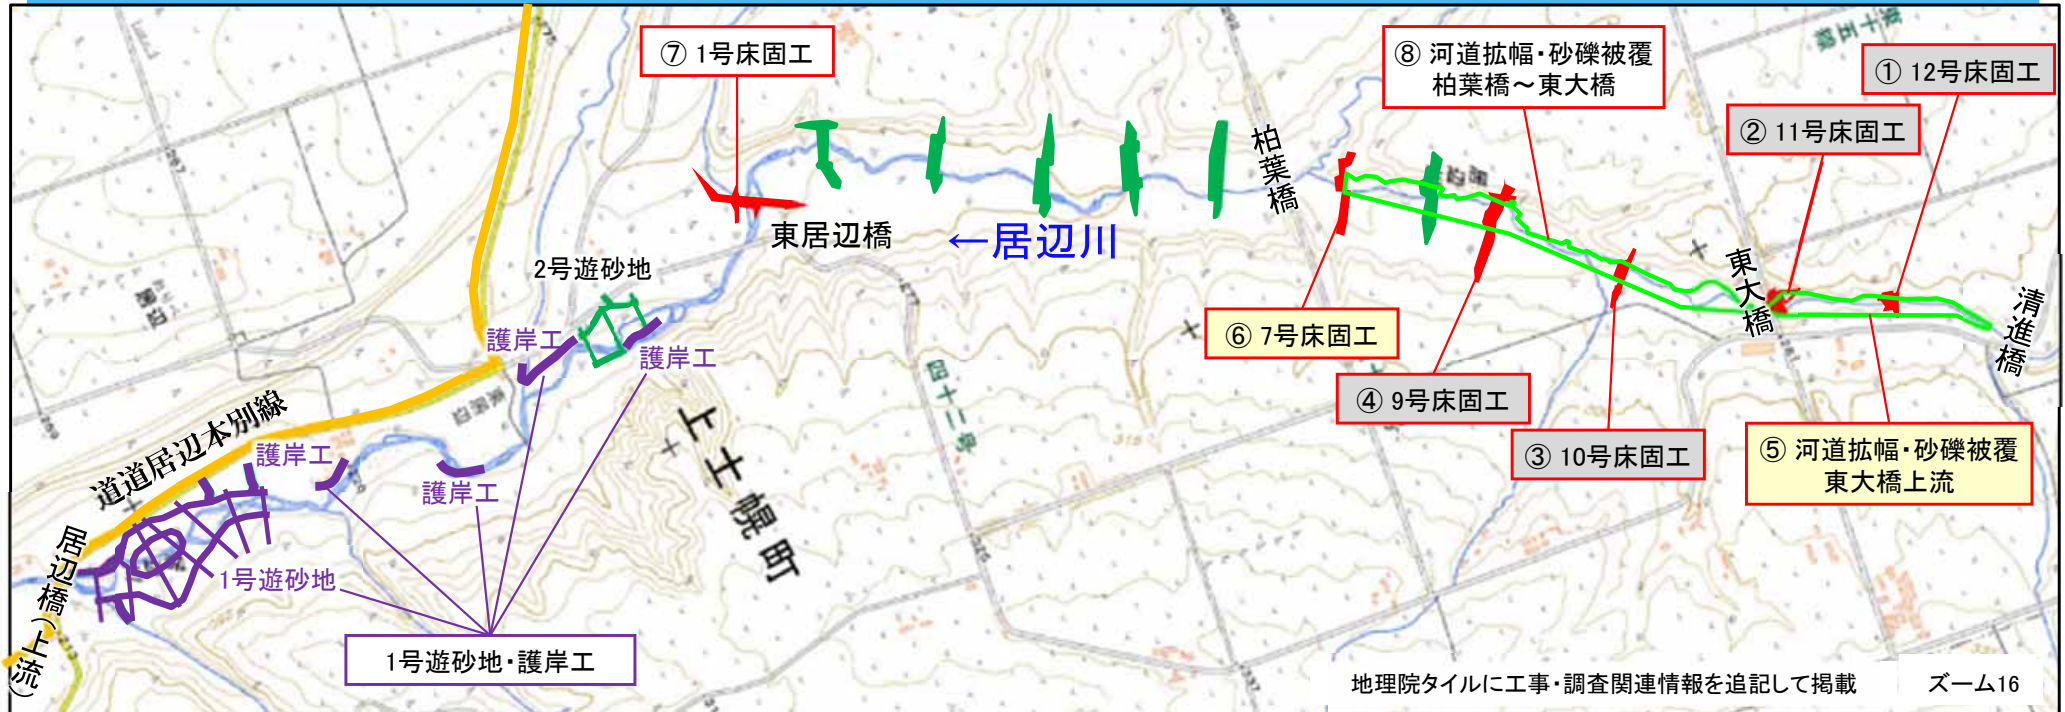 ⑦ 1号床固工
⑧ 河道拡幅・砂礫被覆
柏葉橋～東大橋
① 12号床固工
② 11号床固工
柏葉橋
東居辺橋
←居辺川
2号遊砂地
東大橋
清進橋
護岸工
護岸工
⑥ 7号床固工
④ 9号床固工
③ 10号床固工
⑤ 河道拡幅・砂礫被覆
東大橋上流
四十二号
上士幌町
道道居辺本別線
護岸工
護岸工
居辺橋(上流)
1号遊砂地
1号遊砂地・護岸工
地理院タイルに工事・調査関連情報を追記して掲載
ズーム16